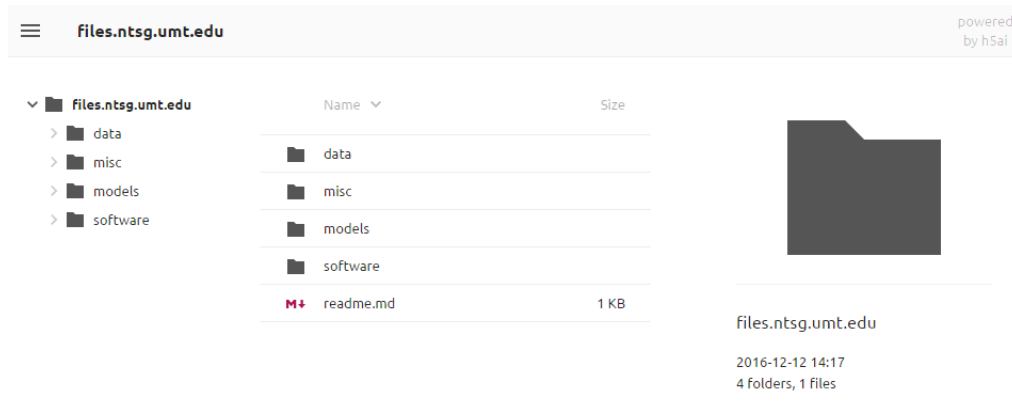 files.ntsg.umt.edu
powered
by h5ai
files.ntsg.umt.edu
data
misc
models
software
Name
Size
data
misc
models
software
M↓ readme.md 1 KB
files.ntsg.umt.edu
2016-12-12 14:17
4 folders, 1 files